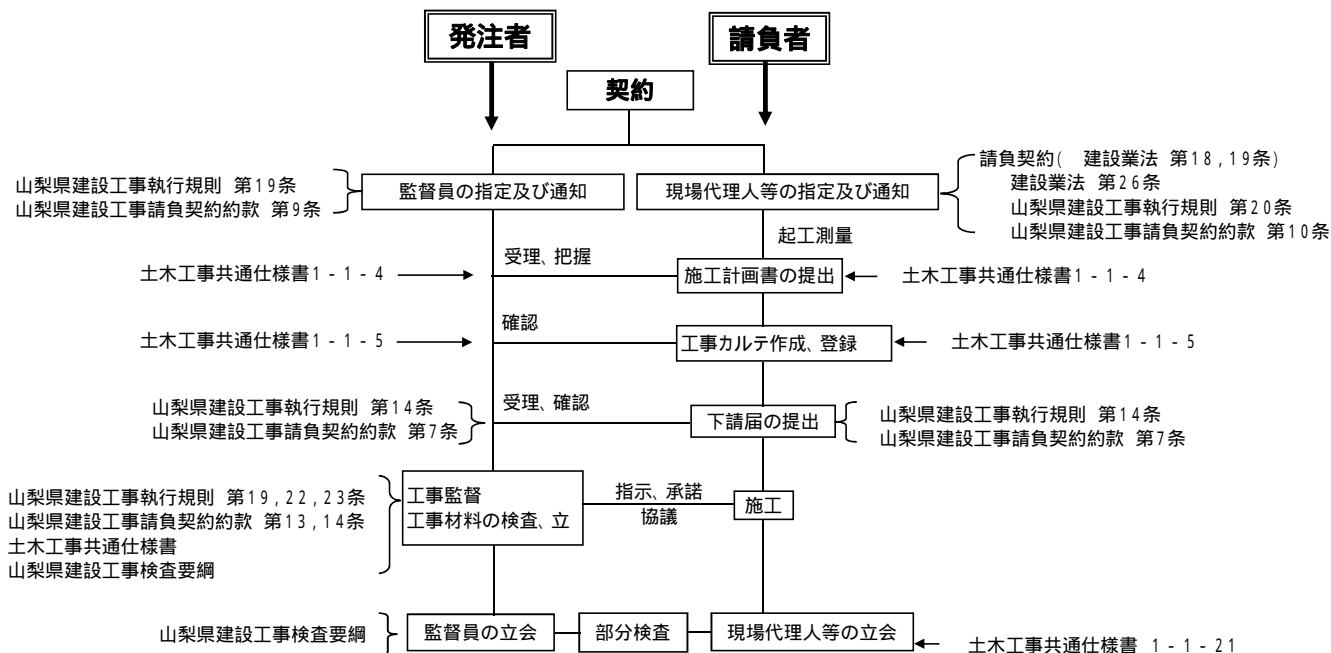 発注者
請負者
契約
山梨県建設工事執行規則 第19条
山梨県建設工事請負契約約款 第9条
監督員の指定及び通知
現場代理人等の指定及び通知
請負契約( 建設業法 第18,19条)
建設業法 第26条
山梨県建設工事執行規則 第20条
山梨県建設工事請負契約約款 第10条
起工測量
土木工事共通仕様書1-1-4
受理、把握
施工計画書の提出
土木工事共通仕様書1-1-4
土木工事共通仕様書1-1-5
確認
工事カルテ作成、登録
土木工事共通仕様書1-1-5
山梨県建設工事執行規則 第14条
山梨県建設工事請負契約約款 第7条
受理、確認
下請届の提出
山梨県建設工事執行規則 第14条
山梨県建設工事請負契約約款 第7条
山梨県建設工事執行規則 第19,22,23条
山梨県建設工事請負契約約款 第13,14条
土木工事共通仕様書
山梨県建設工事検査要綱
工事監督
工事材料の検査、立
指示、承諾
協議
施工
山梨県建設工事検査要綱
監督員の立会
部分検査
現場代理人等の立会
土木工事共通仕様書 1-1-21